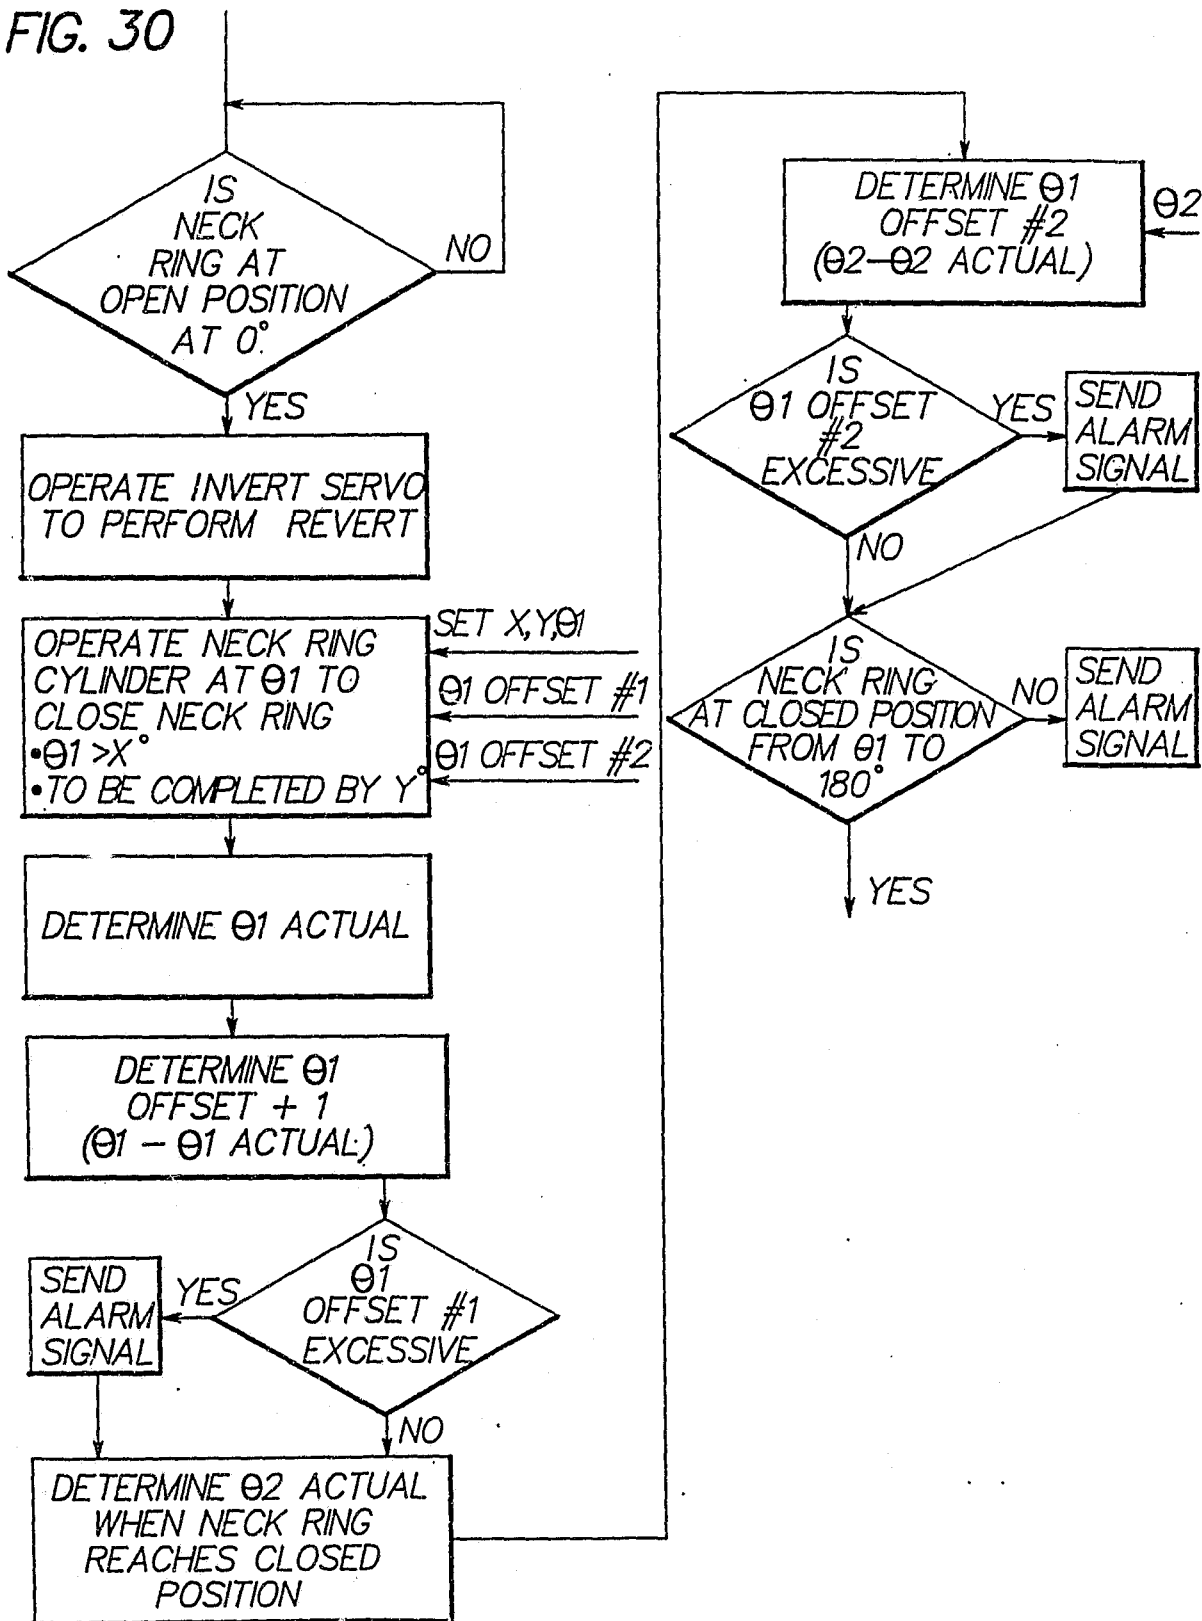 FIG. 30
IS
NECK
RING AT
OPEN POSITION
AT 0°.
NO
YES
OPERATE INVERT SERVO
TO PERFORM REVERT
OPERATE NECK RING
CYLINDER AT Θ1 TO
CLOSE NECK RING
•Θ1 >X°
•TO BE COMPLETED BY Y°
SET X,Y,Θ1
Θ1 OFFSET #1
Θ1 OFFSET #2
DETERMINE Θ1 ACTUAL
DETERMINE Θ1
OFFSET + 1
(Θ1 – Θ1 ACTUAL)
IS
Θ1
OFFSET #1
EXCESSIVE
YES
SEND
ALARM
SIGNAL
NO
DETERMINE Θ2 ACTUAL
WHEN NECK RING
REACHES CLOSED
POSITION
DETERMINE Θ1
OFFSET #2
(Θ2–Θ2 ACTUAL)
Θ2
IS
Θ1 OFFSET
#2
EXCESSIVE
YES
SEND
ALARM
SIGNAL
NO
IS
NECK RING
AT CLOSED POSITION
FROM Θ1 TO
180°
NO
SEND
ALARM
SIGNAL
YES